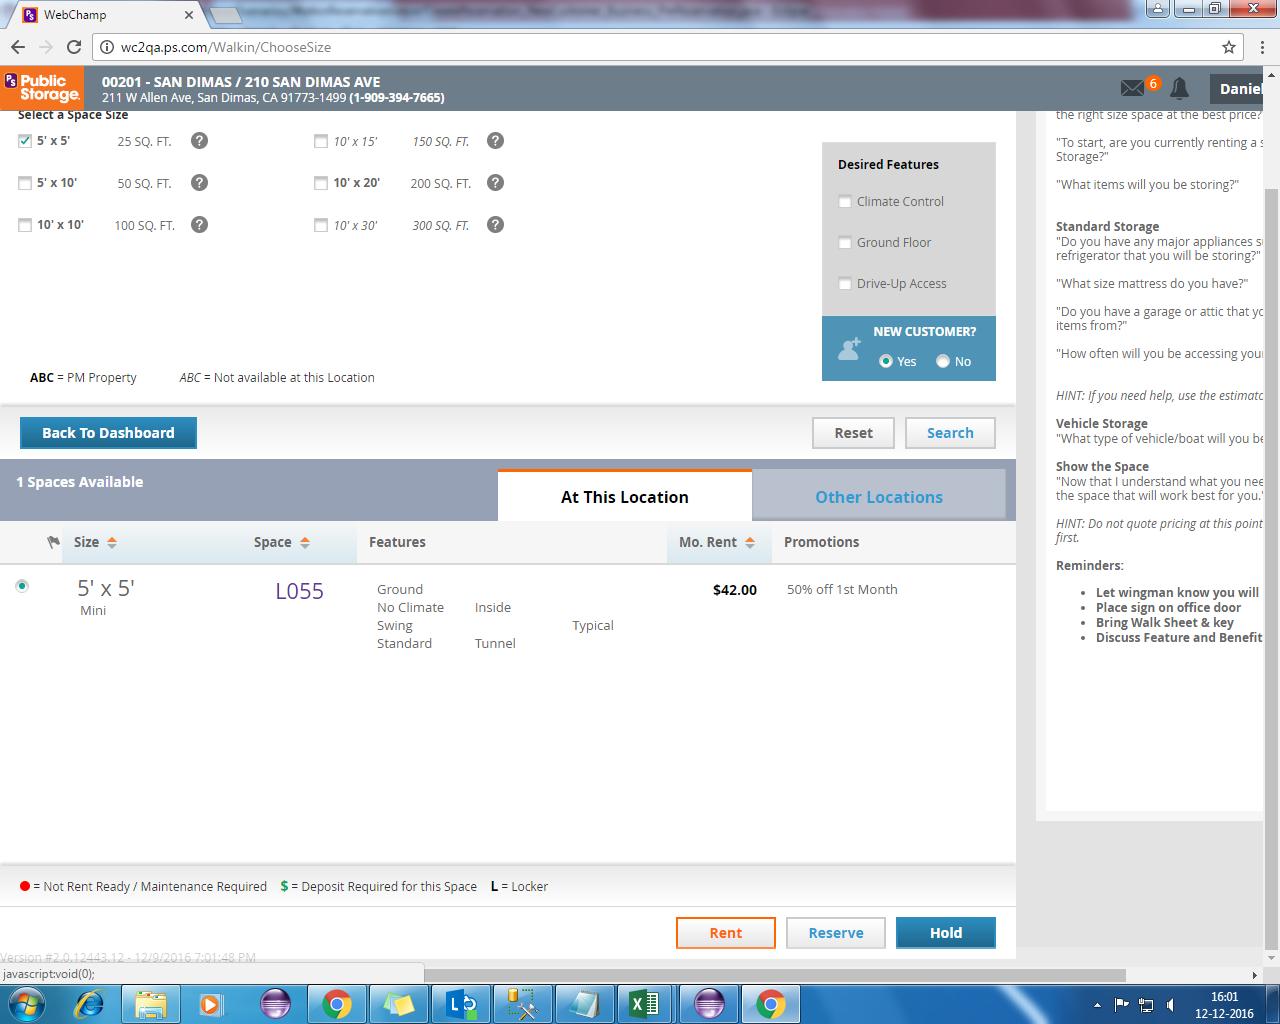 WebChamp
wc2qa.ps.com/Walkin/ChooseSize
PS Public Storage.
00201 - SAN DIMAS / 210 SAN DIMAS AVE
211 W Allen Ave, San Dimas, CA 91773-1499 (1-909-394-7665)
6
Daniel
Select a Space Size
5' x 5' 25 SQ. FT. ?
10' x 15' 150 SQ. FT. ?
5' x 10' 50 SQ. FT. ?
10' x 20' 200 SQ. FT. ?
10' x 10' 100 SQ. FT. ?
10' x 30' 300 SQ. FT. ?
Desired Features
Climate Control
Ground Floor
Drive-Up Access
NEW CUSTOMER?
Yes No
ABC = PM Property ABC = Not available at this Location
Back To Dashboard
Reset
Search
1 Spaces Available
At This Location
Other Locations
Size Space Features Mo. Rent Promotions
5' x 5' L055 Ground $42.00 50% off 1st Month
Mini No Climate Inside
Swing Typical
Standard Tunnel
= Not Rent Ready / Maintenance Required $ = Deposit Required for this Space L = Locker
Rent
Reserve
Hold
the right size space at the best price?
"To start, are you currently renting a s
Storage?"
"What items will you be storing?"
Standard Storage
"Do you have any major appliances su
refrigerator that you will be storing?"
"What size mattress do you have?"
"Do you have a garage or attic that yo
items from?"
"How often will you be accessing your
HINT: If you need help, use the estimato
Vehicle Storage
"What type of vehicle/boat will you be
Show the Space
"Now that I understand what you nee
the space that will work best for you."
HINT: Do not quote pricing at this point
first.
Reminders:
Let wingman know you will
Place sign on office door
Bring Walk Sheet & key
Discuss Feature and Benefit
Version #2.0.12443.12 - 12/9/2016 7:01:48 PM
javascript:void(0);
16:01
12-12-2016